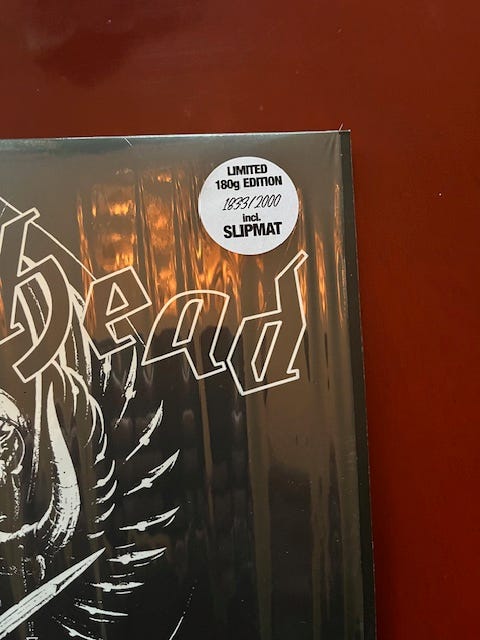 LIMITED
180g EDITION
1833/2000
incl.
SLIPMAT
head